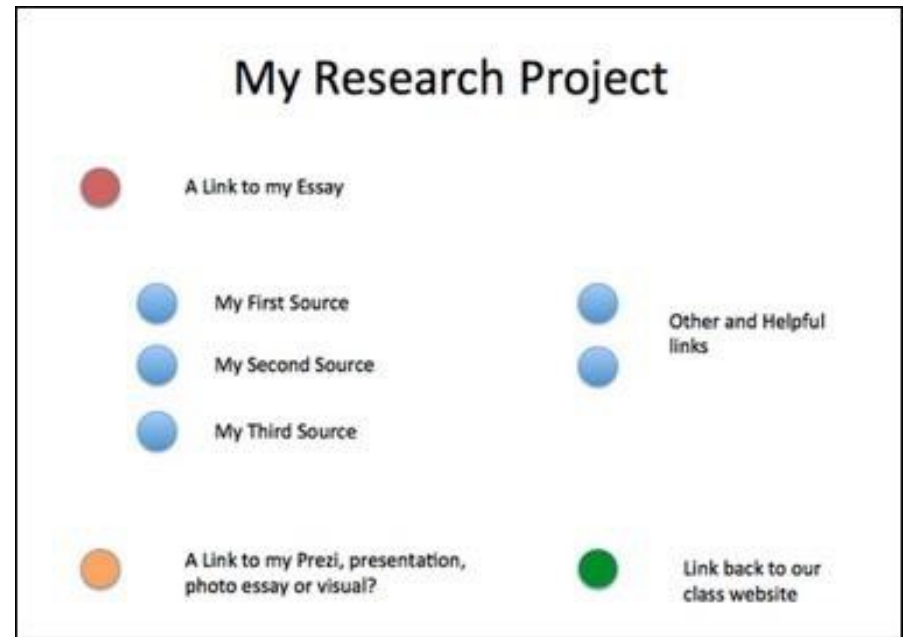 My Research Project
A Link to my Essay
My First Source
My Second Source
My Third Source
Other and Helpful
links
A Link to my Prezi, presentation,
photo essay or visual?
Link back to our
class website